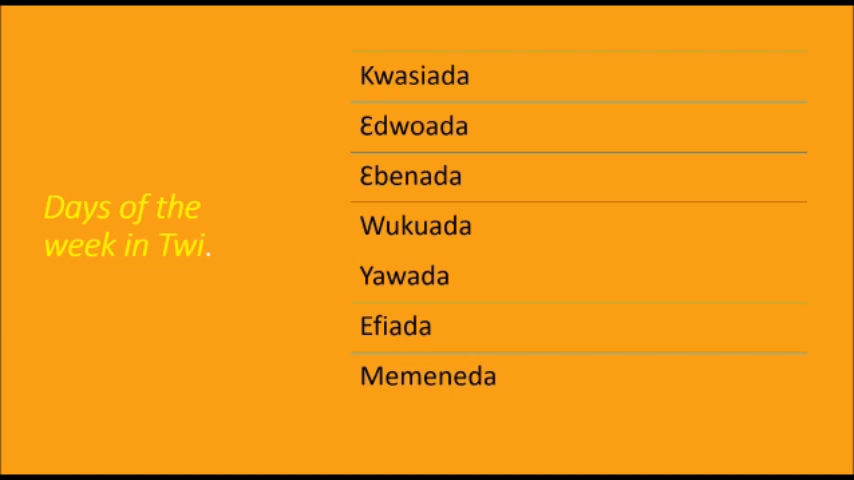 Days of the
week in Twi.
Kwasiada
Ɛdwoada
Ɛbenada
Wukuada
Yawada
Efiada
Memeneda